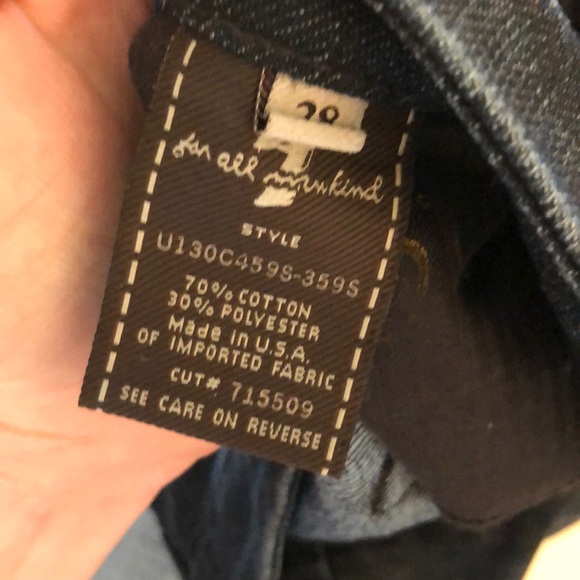 28
7
for all mankind
STYLE
U130C459S-359S
70% COTTON
30% POLYESTER
Made in U.S.A.
OF IMPORTED FABRIC
CUT# 715509
SEE CARE ON REVERSE